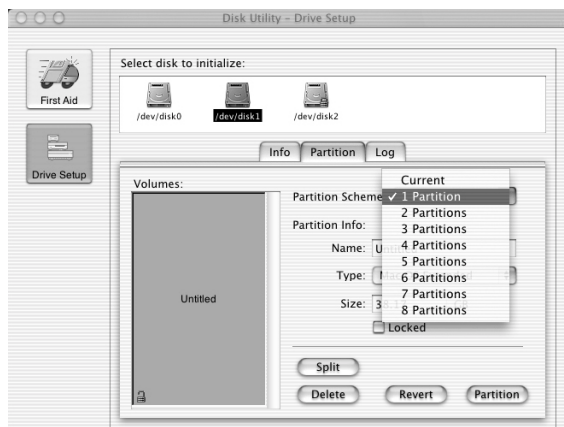 Disk Utility – Drive Setup
Select disk to initialize:
First Aid
/dev/disk0 /dev/disk1 /dev/disk2
Drive Setup
Info Partition Log
Volumes:
Current
Partition Scheme ✓ 1 Partition
2 Partitions
Partition Info:
3 Partitions
Name:
4 Partitions
5 Partitions
Type:
6 Partitions
7 Partitions
Untitled
Size:
8 Partitions
Locked
Split
Delete Revert Partition